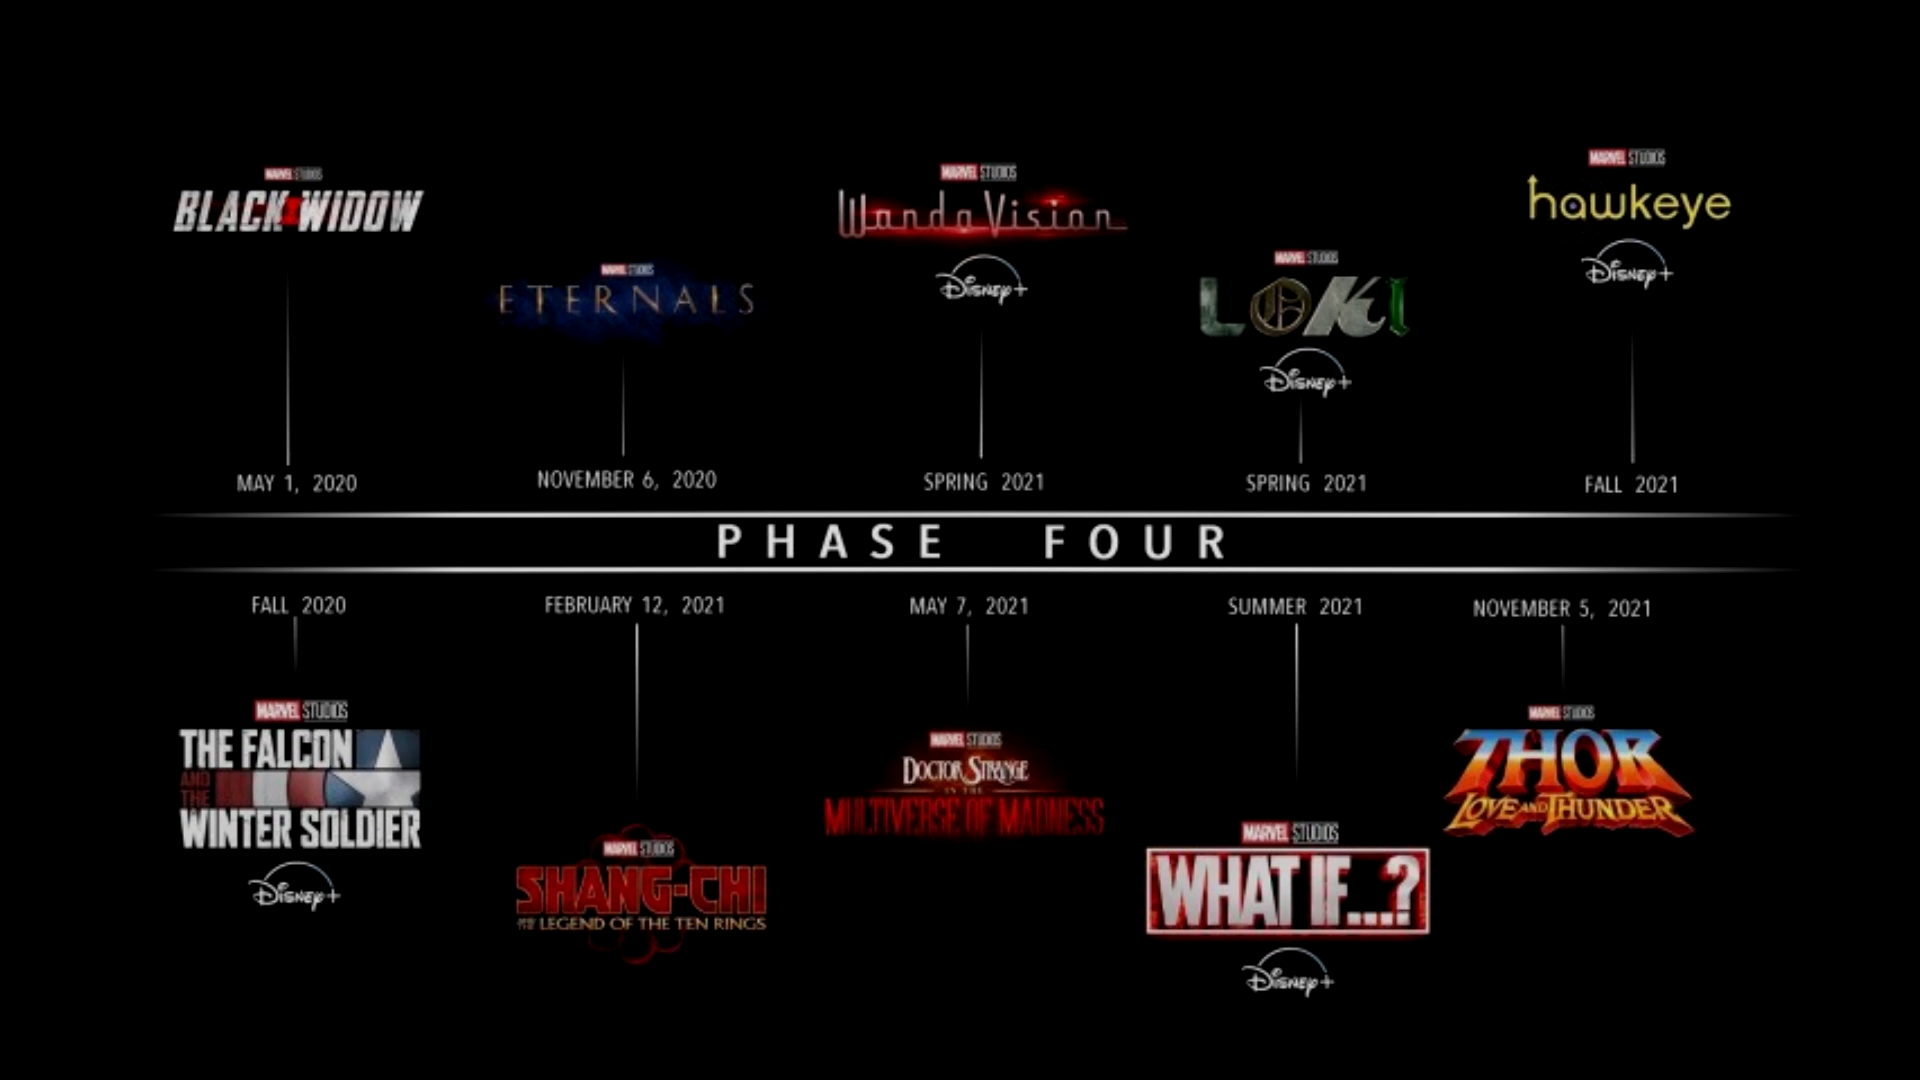 MARVEL STUDIOS
BLACK WIDOW
MAY 1, 2020
MARVEL STUDIOS
ETERNALS
NOVEMBER 6, 2020
MARVEL STUDIOS
WandaVision
Disney+
SPRING 2021
MARVEL STUDIOS
LOKI
Disney+
SPRING 2021
MARVEL STUDIOS
hawkeye
Disney+
FALL 2021
PHASE FOUR
FALL 2020
MARVEL STUDIOS
THE FALCON
AND
THE
WINTER SOLDIER
Disney+
FEBRUARY 12, 2021
MARVEL STUDIOS
SHANG-CHI
AND THE LEGEND OF THE TEN RINGS
MAY 7, 2021
MARVEL STUDIOS
DOCTOR STRANGE
IN THE
MULTIVERSE OF MADNESS
SUMMER 2021
MARVEL STUDIOS
WHAT IF...?
Disney+
NOVEMBER 5, 2021
MARVEL STUDIOS
THOR
LOVE AND THUNDER